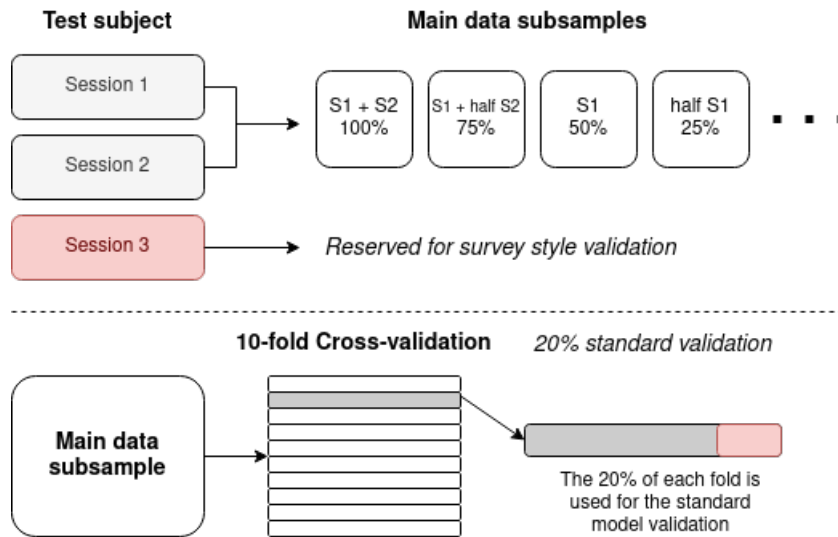 Test subject
Main data subsamples
Session 1
Session 2
Session 3
S1 + S2
100%
S1 + half S2
75%
S1
50%
half S1
25%
. . .
Reserved for survey style validation
10-fold Cross-validation
20% standard validation
Main data
subsample
The 20% of each fold is
used for the standard
model validation